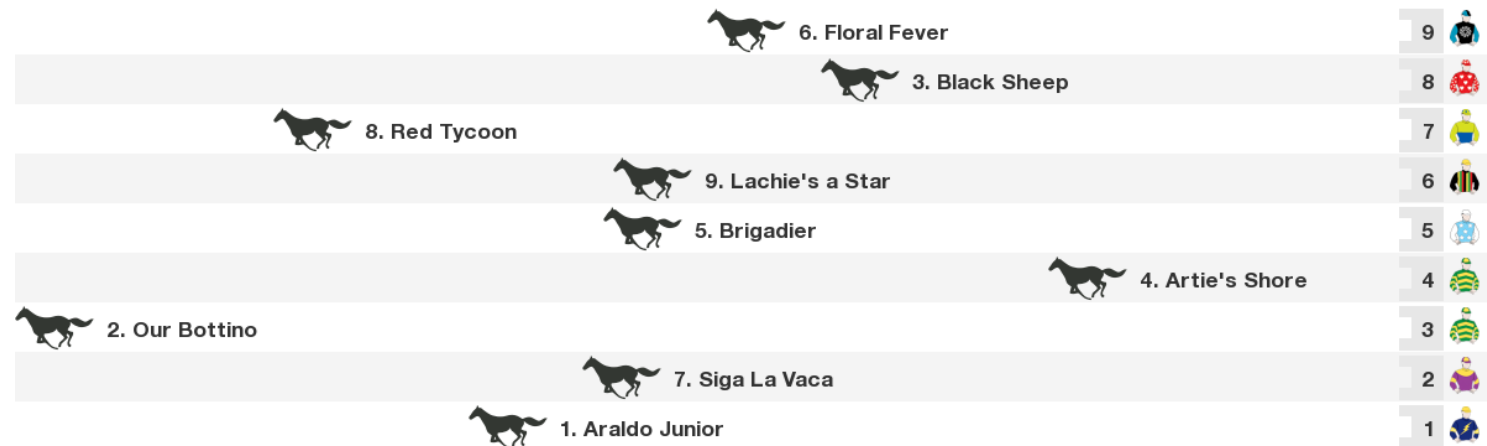 6. Floral Fever 9
3. Black Sheep 8
8. Red Tycoon 7
9. Lachie's a Star 6
5. Brigadier 5
4. Artie's Shore 4
2. Our Bottino 3
7. Siga La Vaca 2
1. Araldo Junior 1